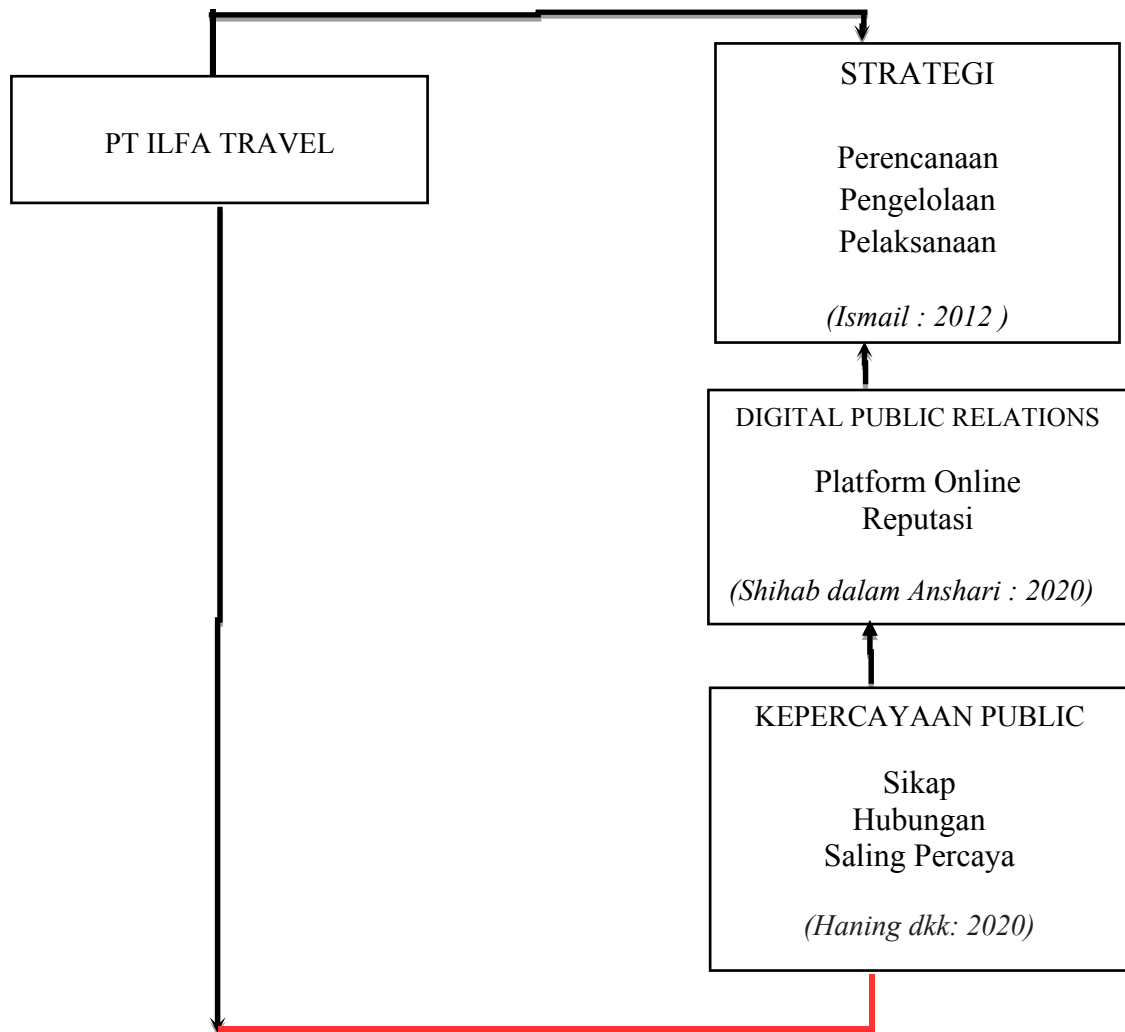 PT ILFA TRAVEL
STRATEGI
Perencanaan
Pengelolaan
Pelaksanaan
(Ismail : 2012 )
DIGITAL PUBLIC RELATIONS
Platform Online
Reputasi
(Shihab dalam Anshari : 2020)
KEPERCAYAAN PUBLIC
Sikap
Hubungan
Saling Percaya
(Haning dkk: 2020)